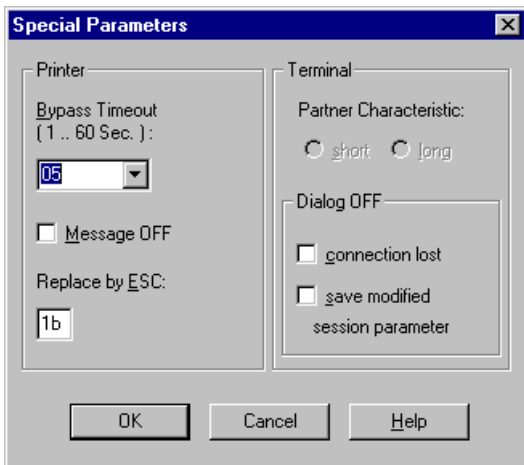 Special Parameters
Printer
Bypass Timeout
( 1 .. 60 Sec. ) :
05
Message OFF
Replace by ESC:
1b
Terminal
Partner Characteristic:
short long
Dialog OFF
connection lost
save modified
session parameter
OK Cancel Help